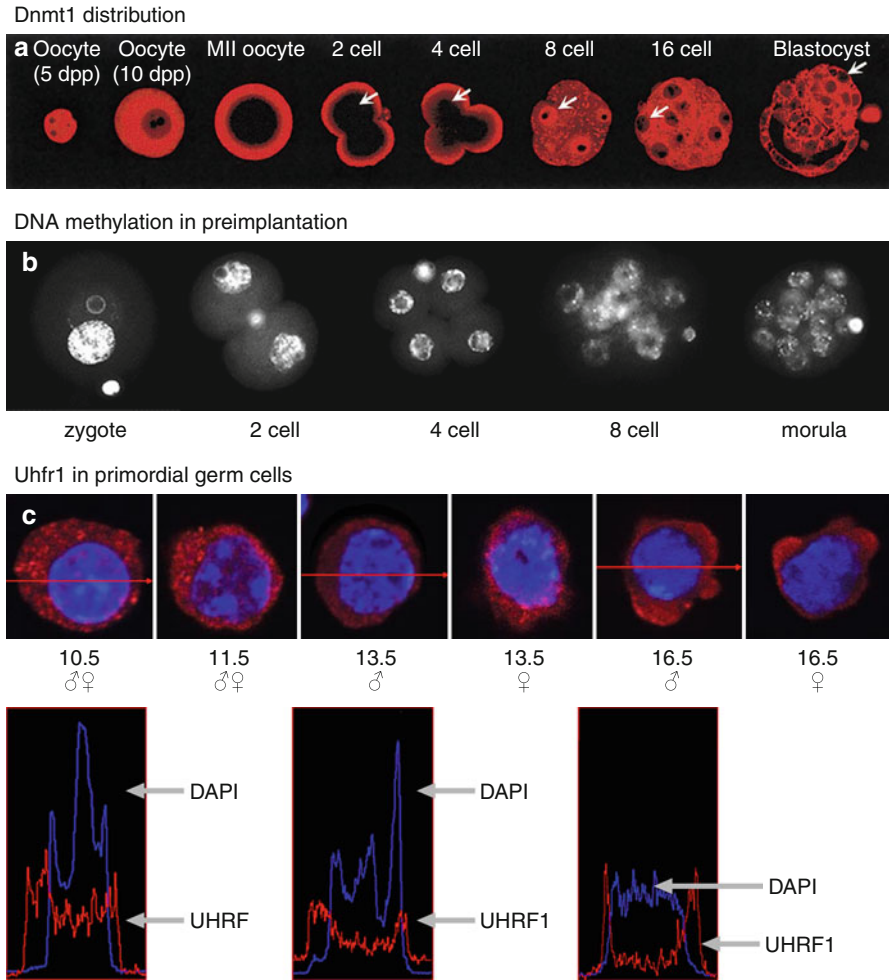 Dnmt1 distribution
a Oocyte (5 dpp) Oocyte (10 dpp) MII oocyte 2 cell 4 cell 8 cell 16 cell Blastocyst
DNA methylation in preimplantation
b
zygote 2 cell 4 cell 8 cell morula
Uhfr1 in primordial germ cells
c
10.5 11.5 13.5 13.5 16.5 16.5
♂♀ ♂♀ ♂ ♀ ♂ ♀
DAPI DAPI
DAPI
UHRF UHRF1
UHRF1